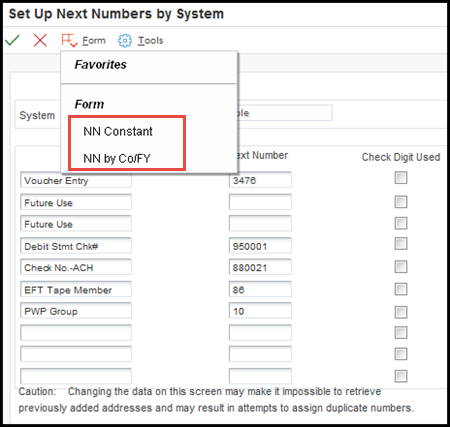 Set Up Next Numbers by System
Form Tools
Favorites
Form
NN Constant
NN by Co/FY
System
Check Digit Used
Voucher Entry 3476
Future Use
Future Use
Debit Stmt Chk# 950001
Check No.-ACH 880021
EFT Tape Member 86
PWP Group 10
Caution: Changing the data on this screen may make it impossible to retrieve
previously added addresses and may result in attempts to assign duplicate numbers.